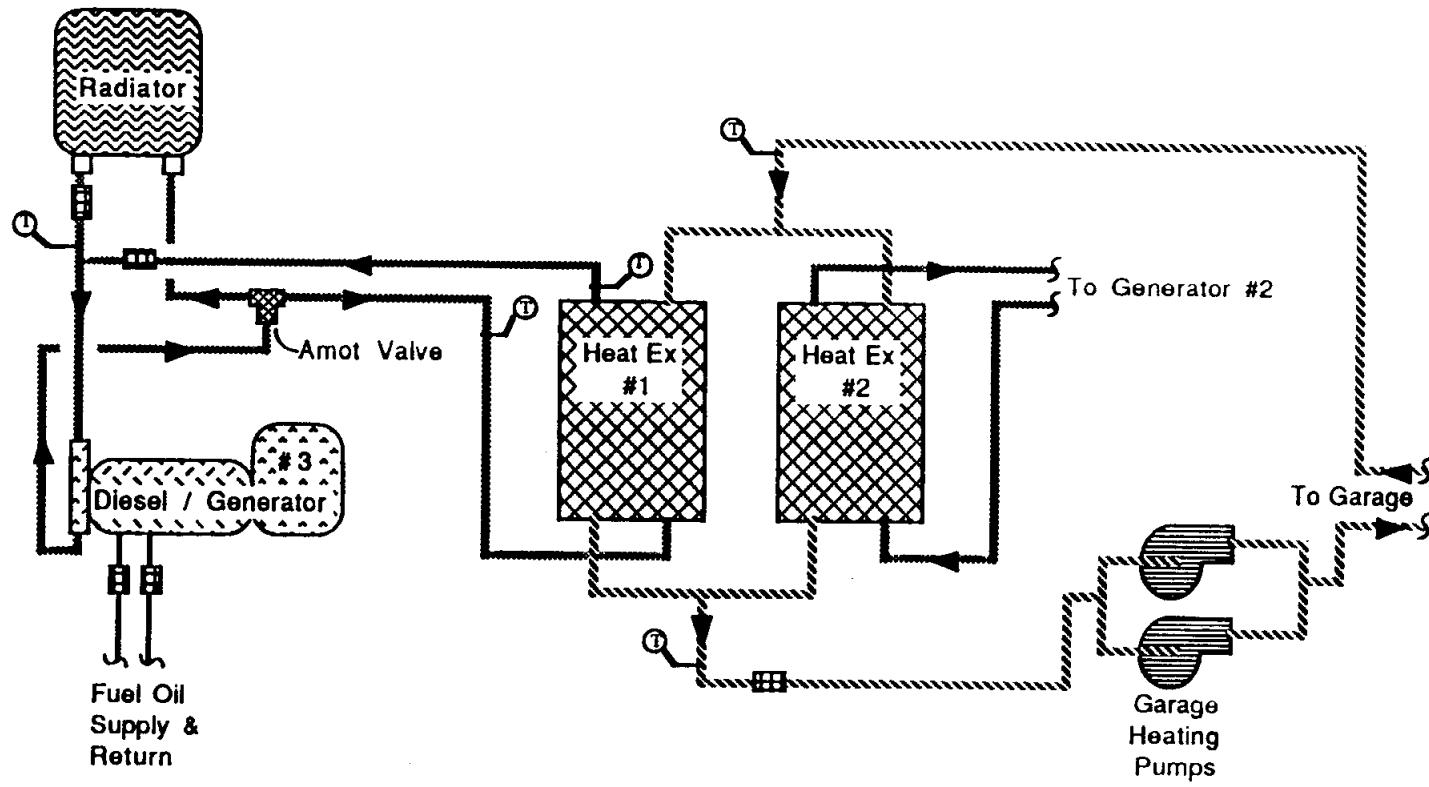 Radiator
T
T
T
T
To Generator #2
Amot Valve
Heat Ex
#1
Heat Ex
#2
#3
Diesel / Generator
To Garage
T
Fuel Oil
Supply &
Return
Garage
Heating
Pumps